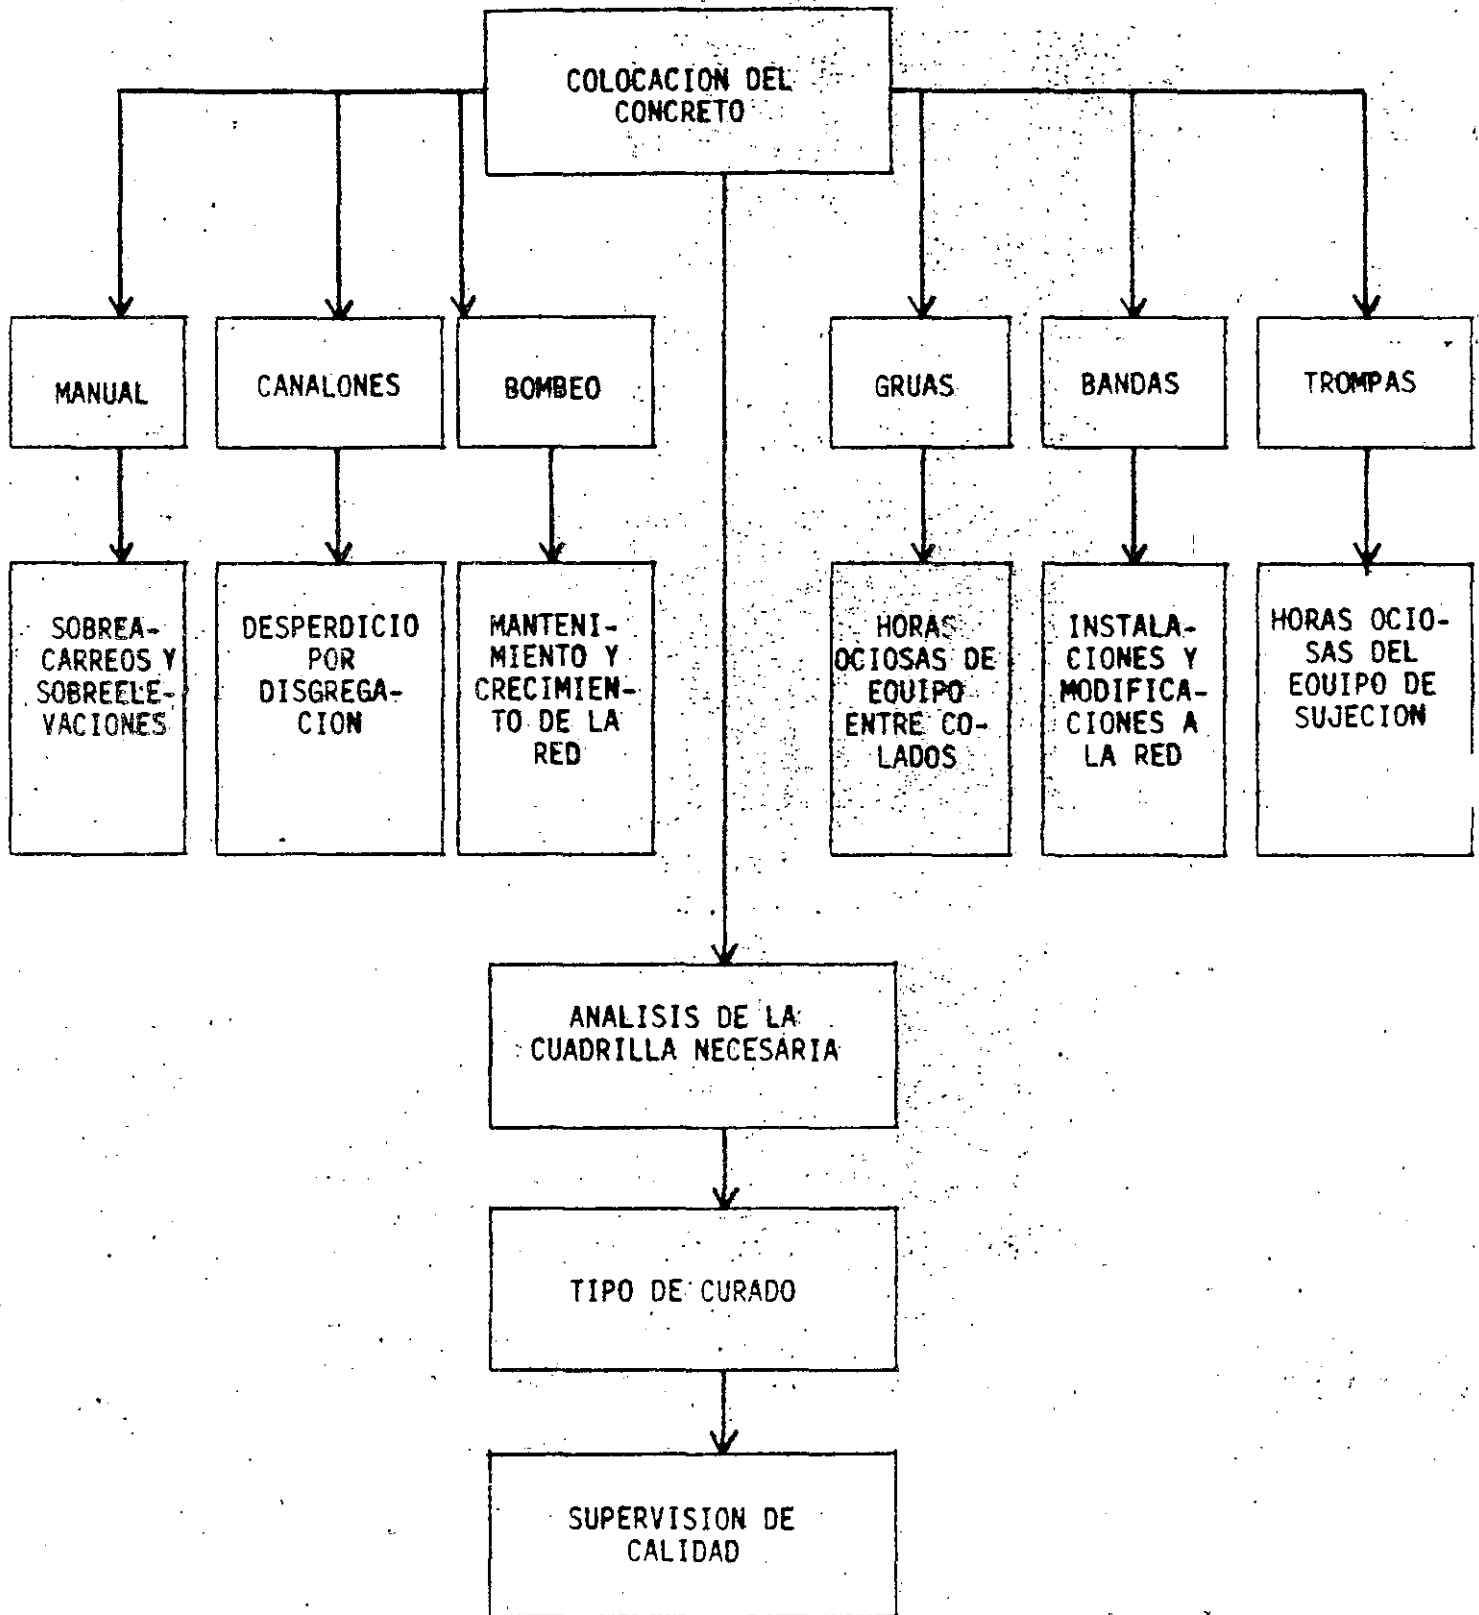 COLOCACION DEL
CONCRETO
MANUAL
CANALONES
BOMBEO
GRUAS
BANDAS
TROMPAS
SOBREA-
CARREOS Y
SOBREELE-
VACIONES
DESPERDICIO
POR
DISGREGA-
CION
MANTENI-
MIENTO Y
CRECIMIEN-
TO DE LA
RED
HORAS
OCIOSAS DE
EQUIPO
ENTRE CO-
LADOS
INSTALA-
CIONES Y
MODIFICA-
CIONES A
LA RED
HORAS OCIO-
SAS DEL
EQUIPO DE
SUJECION
ANALISIS DE LA
CUADRILLA NECESARIA
TIPO DE CURADO
SUPERVISION DE
CALIDAD